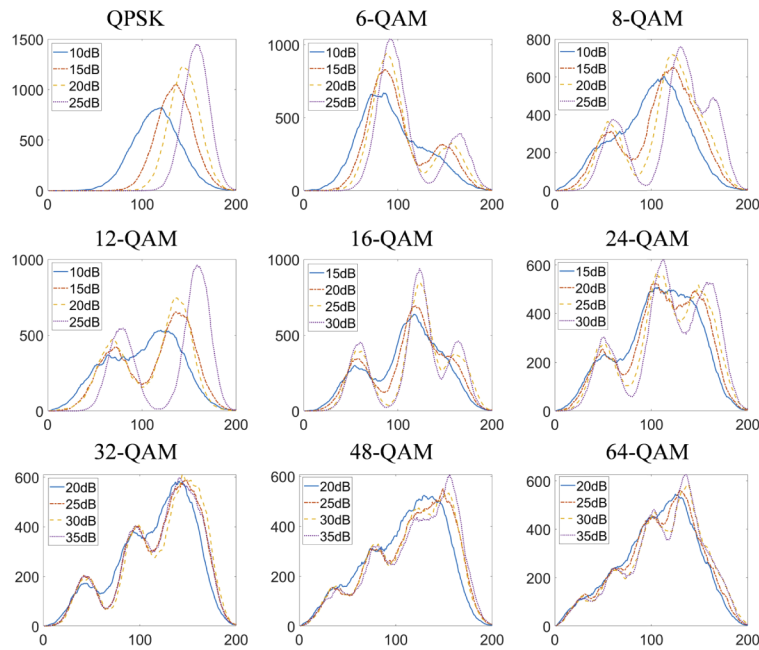 QPSK
6-QAM
8-QAM
1500
1000
500
0
10dB
15dB
20dB
25dB
0 100 200
1000
500
0
10dB
15dB
20dB
25dB
0 100 200
800
600
400
200
0
10dB
15dB
20dB
25dB
0 100 200
12-QAM
16-QAM
24-QAM
1000
500
0
10dB
15dB
20dB
25dB
0 100 200
1000
500
0
15dB
20dB
25dB
30dB
0 100 200
600
400
200
0
15dB
20dB
25dB
30dB
0 100 200
32-QAM
48-QAM
64-QAM
600
400
200
0
20dB
25dB
30dB
35dB
0 100 200
600
400
200
0
20dB
25dB
30dB
35dB
0 100 200
600
400
200
0
20dB
25dB
30dB
35dB
0 100 200